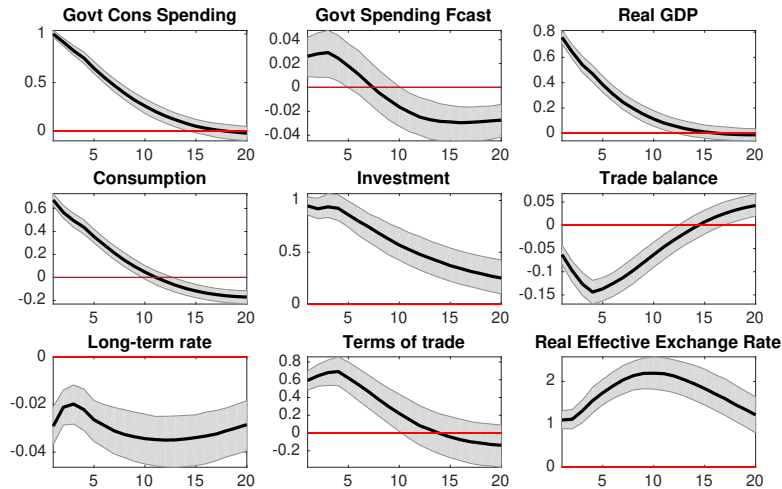 Govt Cons Spending
1
0.5
0
5 10 15 20
Govt Spending Fcast
0.04
0.02
0
-0.02
-0.04
5 10 15 20
Real GDP
0.8
0.6
0.4
0.2
0
5 10 15 20
Consumption
0.6
0.4
0.2
0
-0.2
5 10 15 20
Investment
1
0.5
0
5 10 15 20
Trade balance
0.05
0
-0.05
-0.10
-0.15
5 10 15 20
Long-term rate
0
-0.02
-0.04
5 10 15 20
Terms of trade
0.8
0.6
0.4
0.2
0
-0.2
5 10 15 20
Real Effective Exchange Rate
2
1
0
5 10 15 20